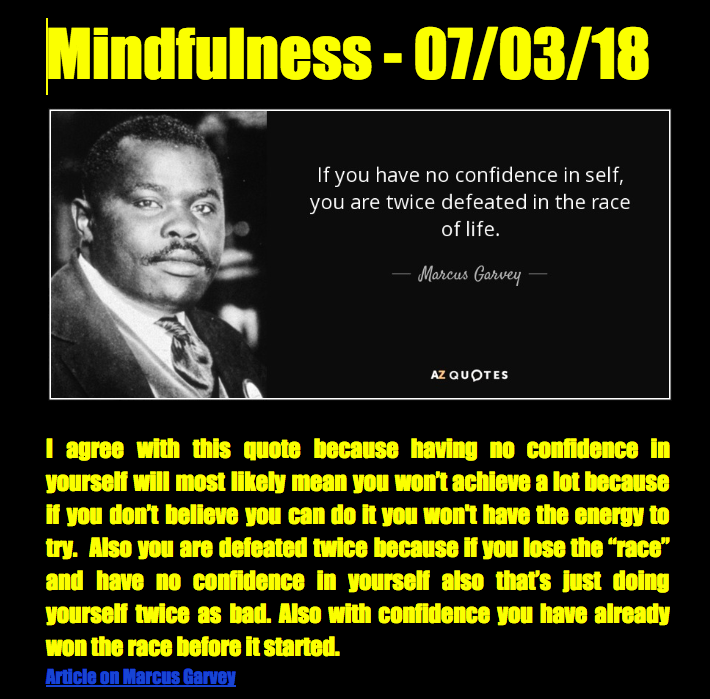 Mindfulness - 07/03/18
If you have no confidence in self,
you are twice defeated in the race
of life.
— Marcus Garvey —
AZ QUOTES
I agree with this quote because having no confidence in
yourself will most likely mean you won’t achieve a lot because
if you don’t believe you can do it you won't have the energy to
try. Also you are defeated twice because if you lose the “race”
and have no confidence in yourself also that’s just doing
yourself twice as bad. Also with confidence you have already
won the race before it started.
Article on Marcus Garvey